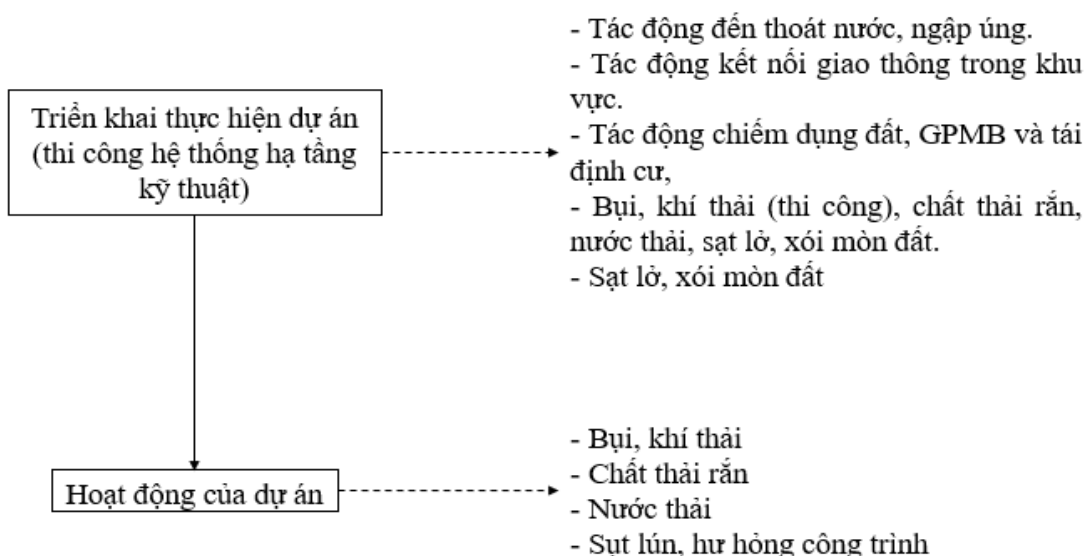 Triển khai thực hiện dự án
(thi công hệ thống hạ tầng
kỹ thuật)
- Tác động đến thoát nước, ngập úng.
- Tác động kết nối giao thông trong khu
vực.
- Tác động chiếm dụng đất, GPMB và tái
định cư,
- Bụi, khí thải (thi công), chất thải rắn,
nước thải, sạt lở, xói mòn đất.
- Sạt lở, xói mòn đất
Hoạt động của dự án
- Bụi, khí thải
- Chất thải rắn
- Nước thải
- Sụt lún, hư hỏng công trình